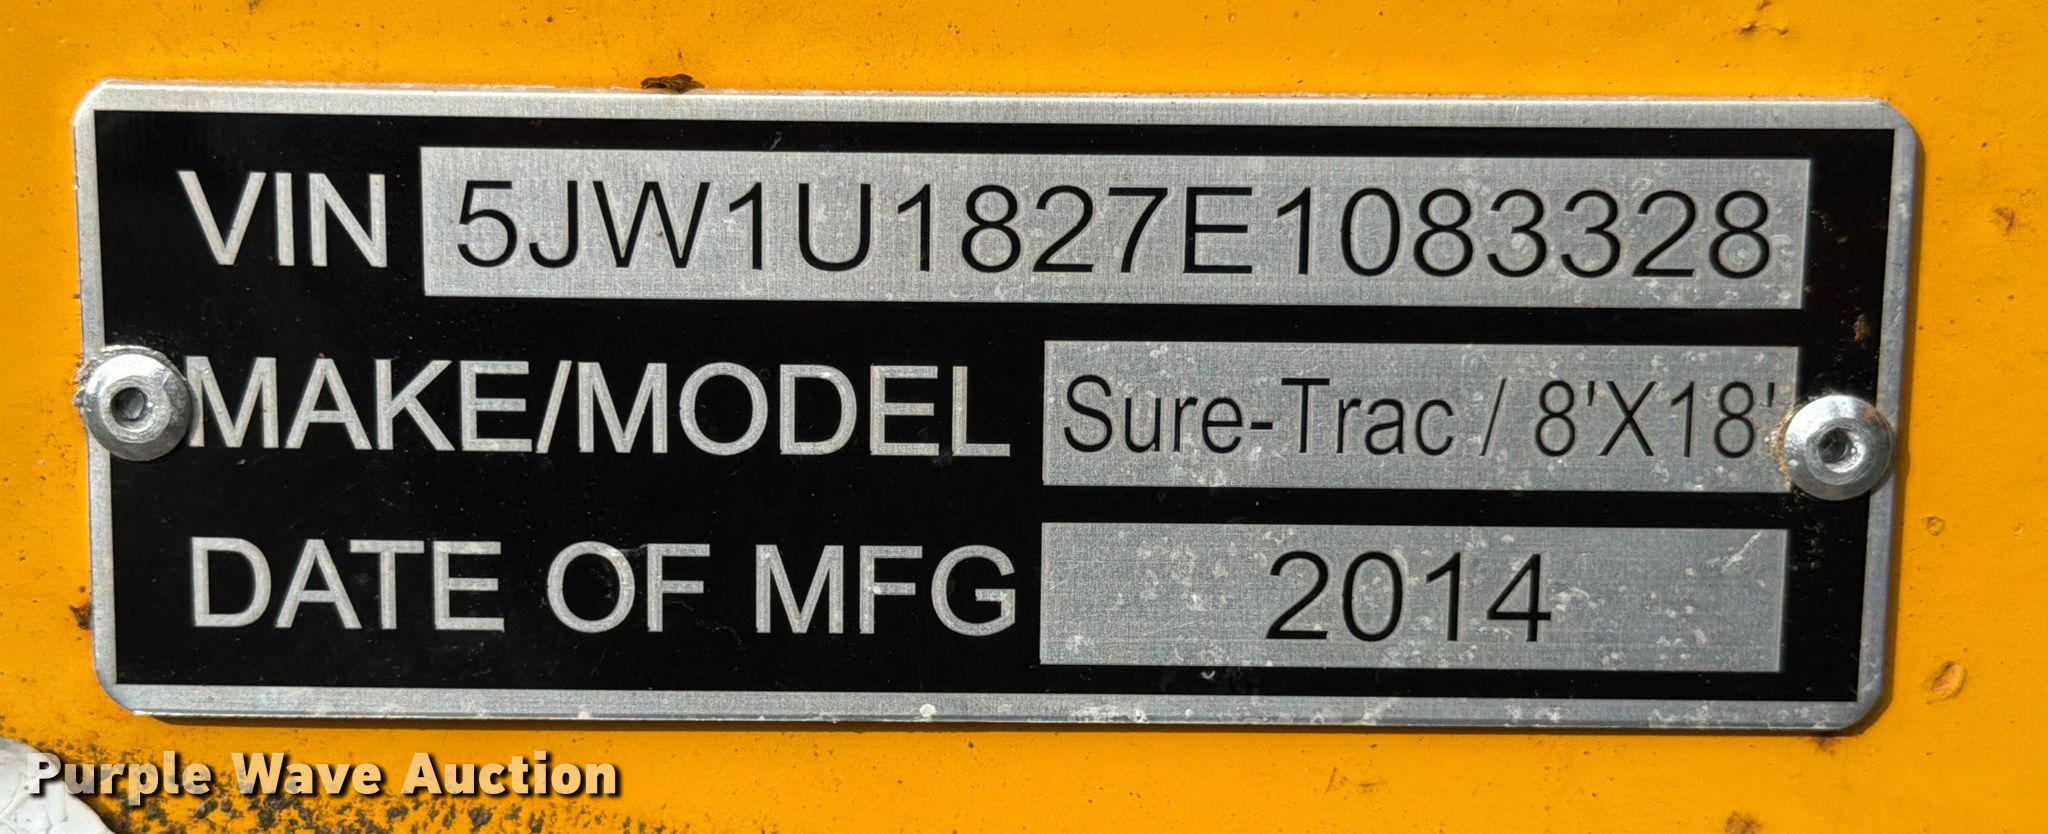 VIN 5JW1U1827E1083328
MAKE/MODEL Sure-Trac / 8'X18'
DATE OF MFG 2014
Purple Wave Auction